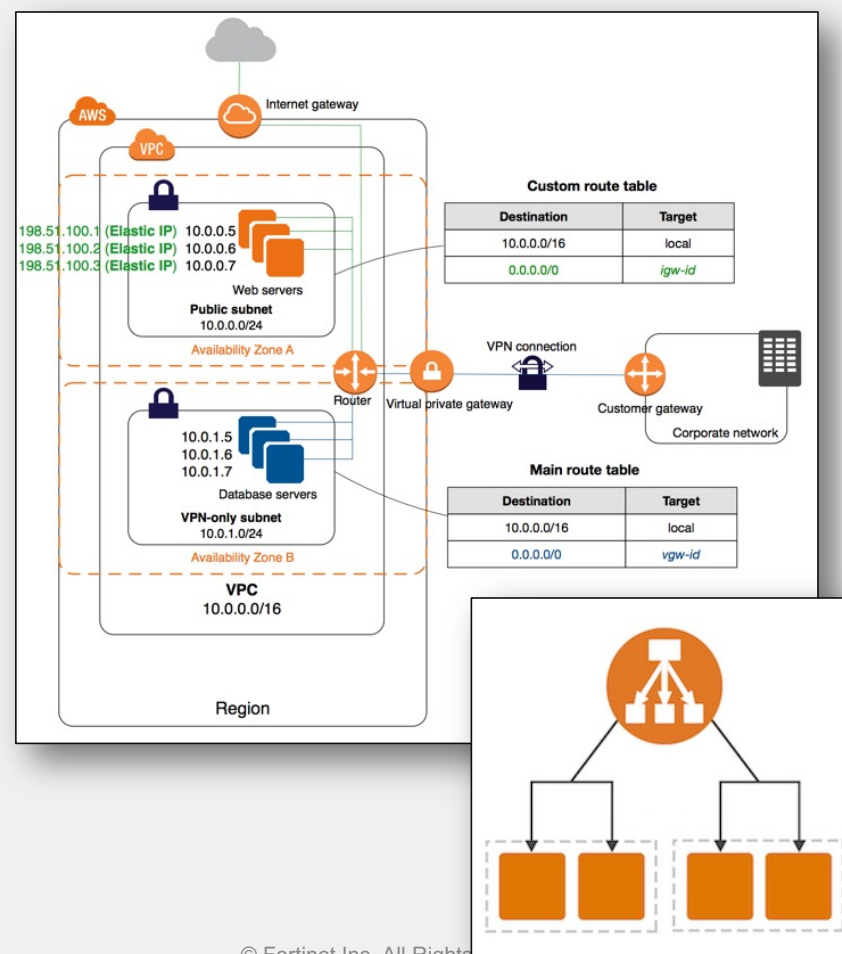 Internet gateway
AWS
VPC
Custom route table
Destination Target
10.0.0.0/16 local
0.0.0.0/0 igw-id
198.51.100.1 (Elastic IP) 10.0.0.5
198.51.100.2 (Elastic IP) 10.0.0.6
198.51.100.3 (Elastic IP) 10.0.0.7
Web servers
Public subnet
10.0.0.0/24
Availability Zone A
VPN connection
Router
Virtual private gateway
Customer gateway
Corporate network
10.0.1.5
10.0.1.6
10.0.1.7
Database servers
VPN-only subnet
10.0.1.0/24
Availability Zone B
Main route table
Destination Target
10.0.0.0/16 local
0.0.0.0/0 vgw-id
VPC
10.0.0.0/16
Region
© Fortinet Inc. All Rights